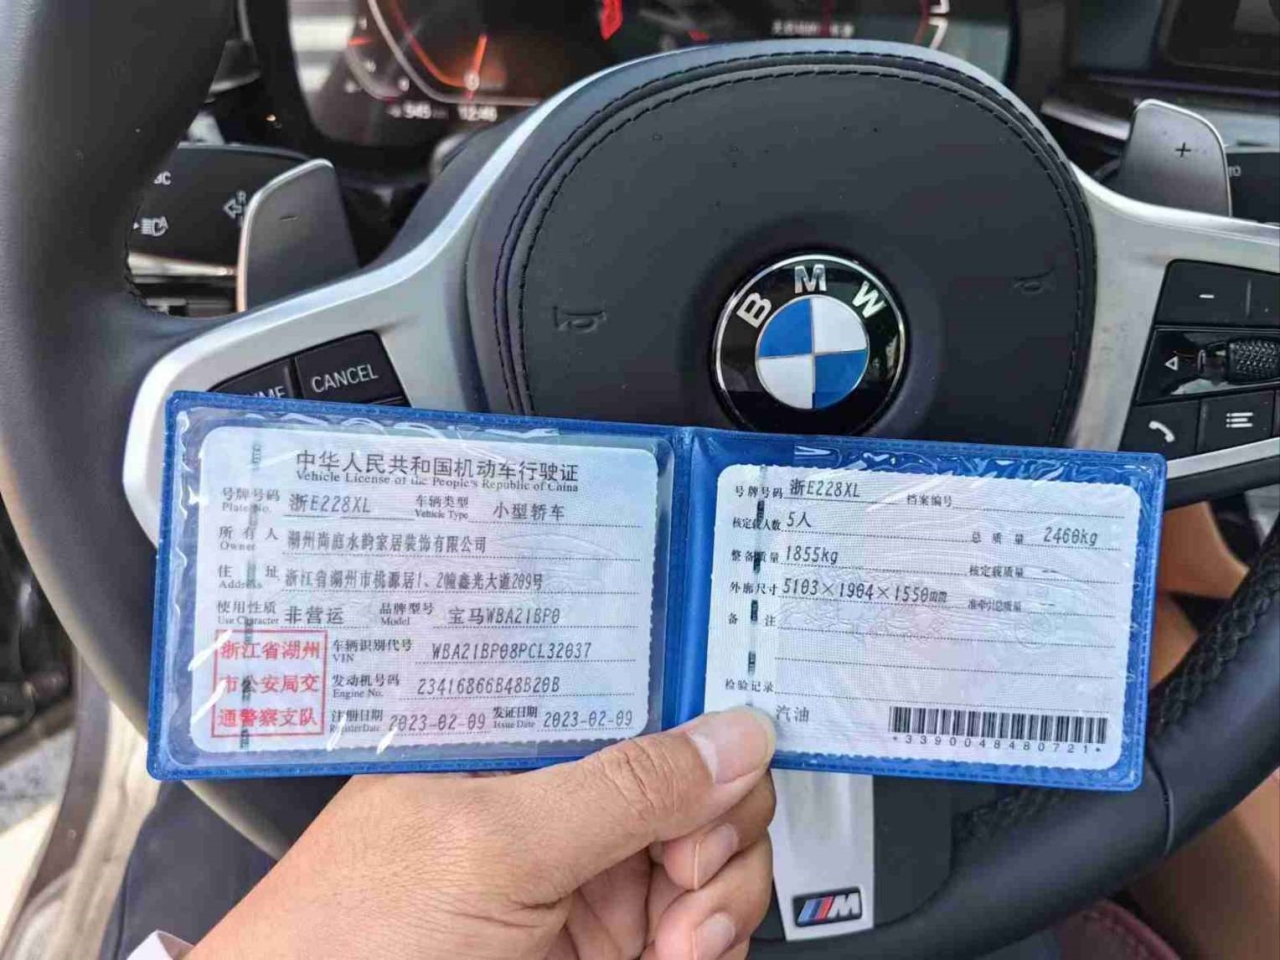 545
12:46
CANCEL
BMW
中华人民共和国机动车行驶证
Vehicle License of the People's Republic of China
号牌号码 浙E228XL 车辆类型 小型轿车
Plate No. Vehicle Type
所有人 湖州尚庭水韵家居装饰有限公司
Owner
住址 浙江省湖州市桃源居1、2幢鑫光大道209号
Address
使用性质 非营运 品牌型号 宝马WBA21BP0
Use Character Model
浙江省湖州
市公安局交
通警察支队
车辆识别代号 WBA21BP08PCL32037
VIN
发动机号码 23416866B48B20B
Engine No.
注册日期 2023-02-09 发证日期 2023-02-09
Register Date Issue Date
号牌号码 浙E228XL 档案编号
核定载人数 5人 总质量 2460kg
整备质量 1855kg 核定载质量 --
外廓尺寸 5103×1904×1550mm 准牵引总质量 --
备注
检验记录
汽油
*3390048480721*
M